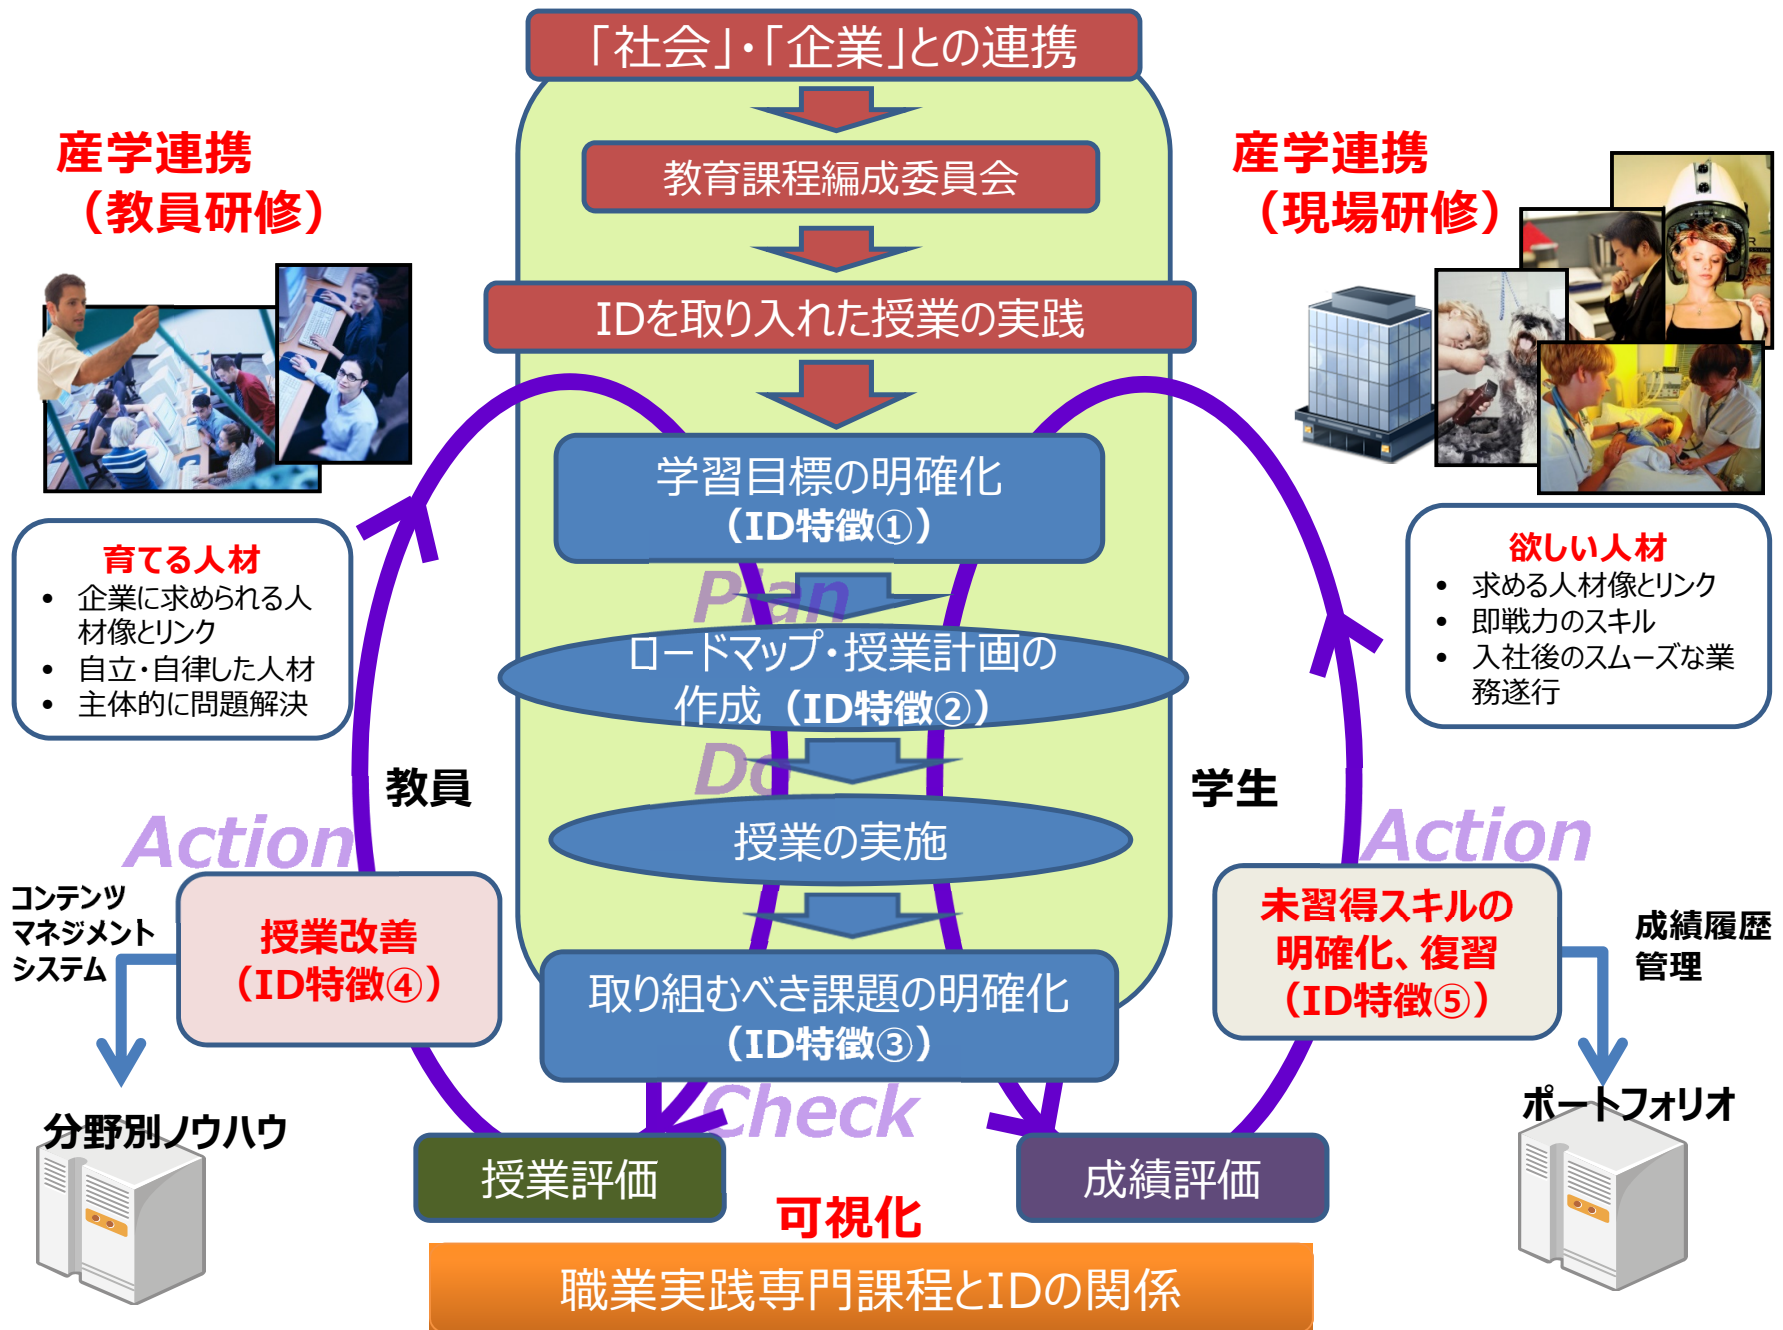 「社会」・「企業」との連携
教育課程編成委員会
IDを取り入れた授業の実践
産学連携
（教員研修）
産学連携
（現場研修）
学習目標の明確化
（ID特徴①）
育てる人材
• 企業に求められる人
材像とリンク
• 自立・自律した人材
• 主体的に問題解決
欲しい人材
• 求める人材像とリンク
• 即戦力のスキル
• 入社後のスムーズな業
務遂行
Plan
ロードマップ・授業計画の
作成（ID特徴②）
Do
教員
学生
授業の実施
Action
Action
コンテンツ
マネジメント
システム
授業改善
（ID特徴④）
取り組むべき課題の明確化
（ID特徴③）
未習得スキルの
明確化、復習
（ID特徴⑤）
成績履歴
管理
Check
分野別ノウハウ
ポートフォリオ
授業評価
成績評価
可視化
職業実践専門課程とIDの関係